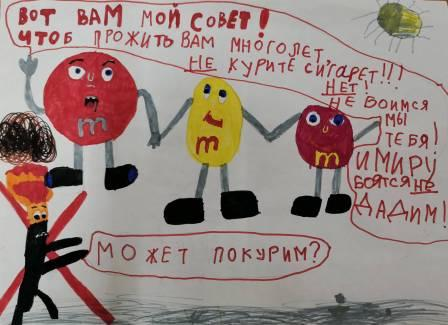 ВОТ ВАМ МОЙ СОВЕТ!
ЧТОБ ПРОЖИТЬ ВАМ МНОГО ЛЕТ,
НЕ КУРИТЕ СИГАРЕТ!!!
НЕТ!
НЕ БОИМСЯ
МЫ
ТЕБЯ!
И МИРУ
БОЯТСЯ НЕ
ДАДИМ!
m
m
m
МОЖЕТ ПОКУРИМ?